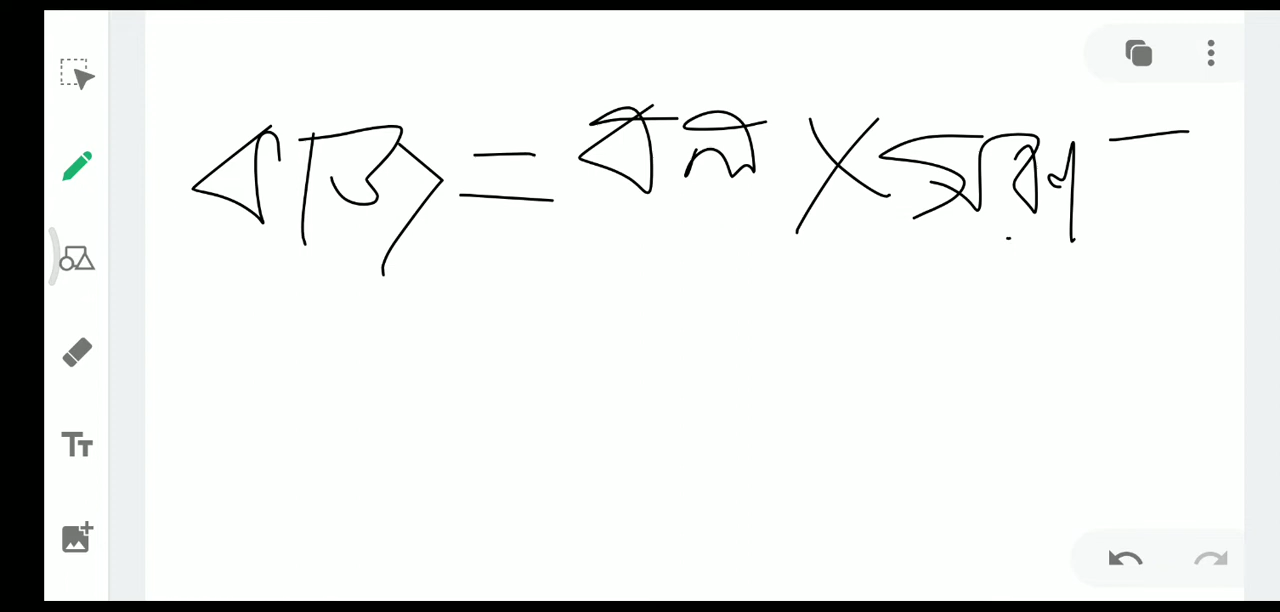 কাজ = বল × সরণ